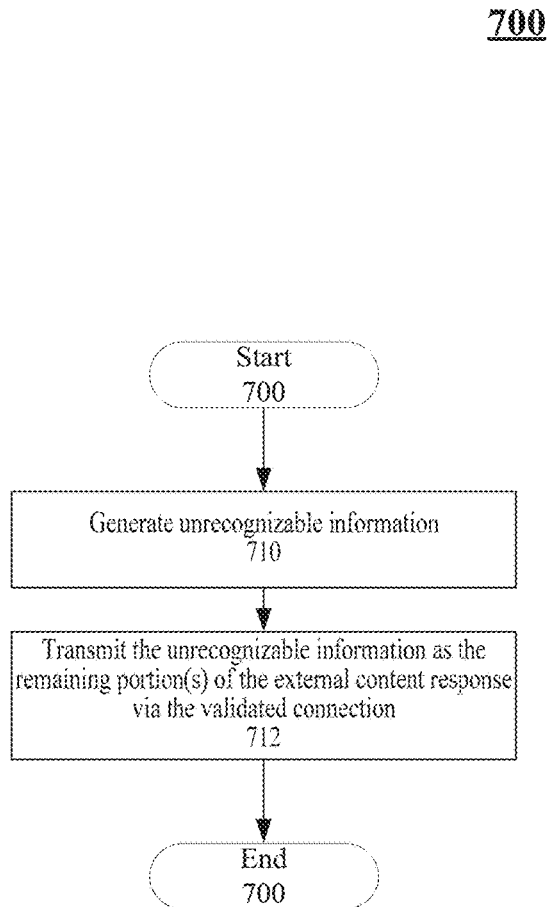 700
Start
700
Generate unrecognizable information
710
Transmit the unrecognizable information as the
remaining portion(s) of the external content response
via the validated connection
712
End
700